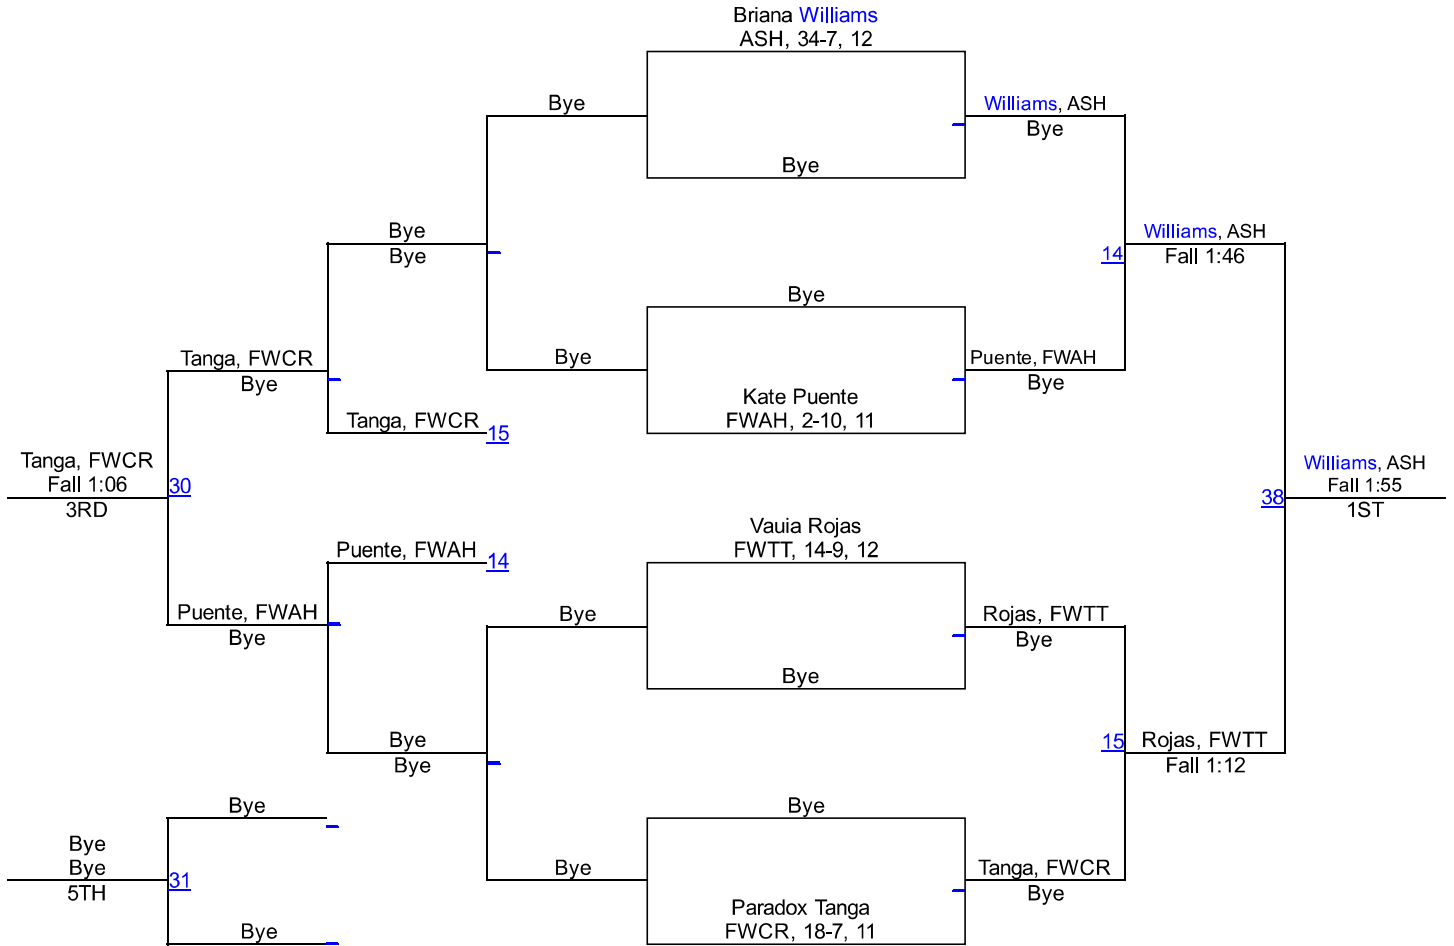 Briana Williams
ASH, 34-7, 12
Bye
Williams, ASH
Bye
Bye
Bye
Bye
Williams, ASH
14
Fall 1:46
Bye
Bye
Tanga, FWCR
Bye
Bye
Puente, FWAH
Bye
Kate Puente
FWAH, 2-10, 11
Tanga, FWCR
15
Tanga, FWCR
Fall 1:06
30
3RD
Williams, ASH
Fall 1:55
38
1ST
Vauia Rojas
FWTT, 14-9, 12
Puente, FWAH
14
Puente, FWAH
Bye
Bye
Rojas, FWTT
Bye
Bye
Bye
Bye
15
Rojas, FWTT
Fall 1:12
Bye
Bye
Bye
Bye
31
5TH
Bye
Tanga, FWCR
Bye
Paradox Tanga
FWCR, 18-7, 11
Bye